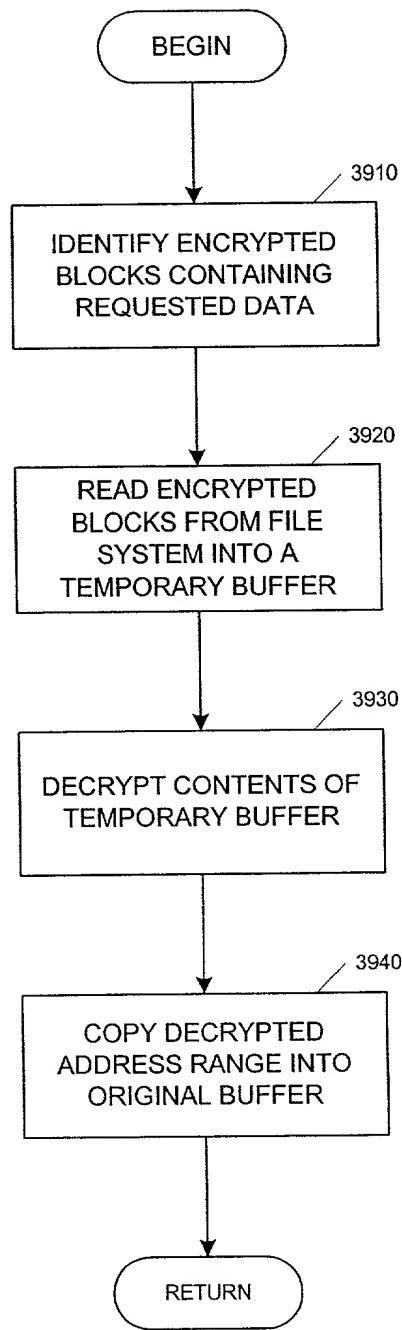 BEGIN
3910
IDENTIFY ENCRYPTED
BLOCKS CONTAINING
REQUESTED DATA
3920
READ ENCRYPTED
BLOCKS FROM FILE
SYSTEM INTO A
TEMPORARY BUFFER
3930
DECRYPT CONTENTS OF
TEMPORARY BUFFER
3940
COPY DECRYPTED
ADDRESS RANGE INTO
ORIGINAL BUFFER
RETURN